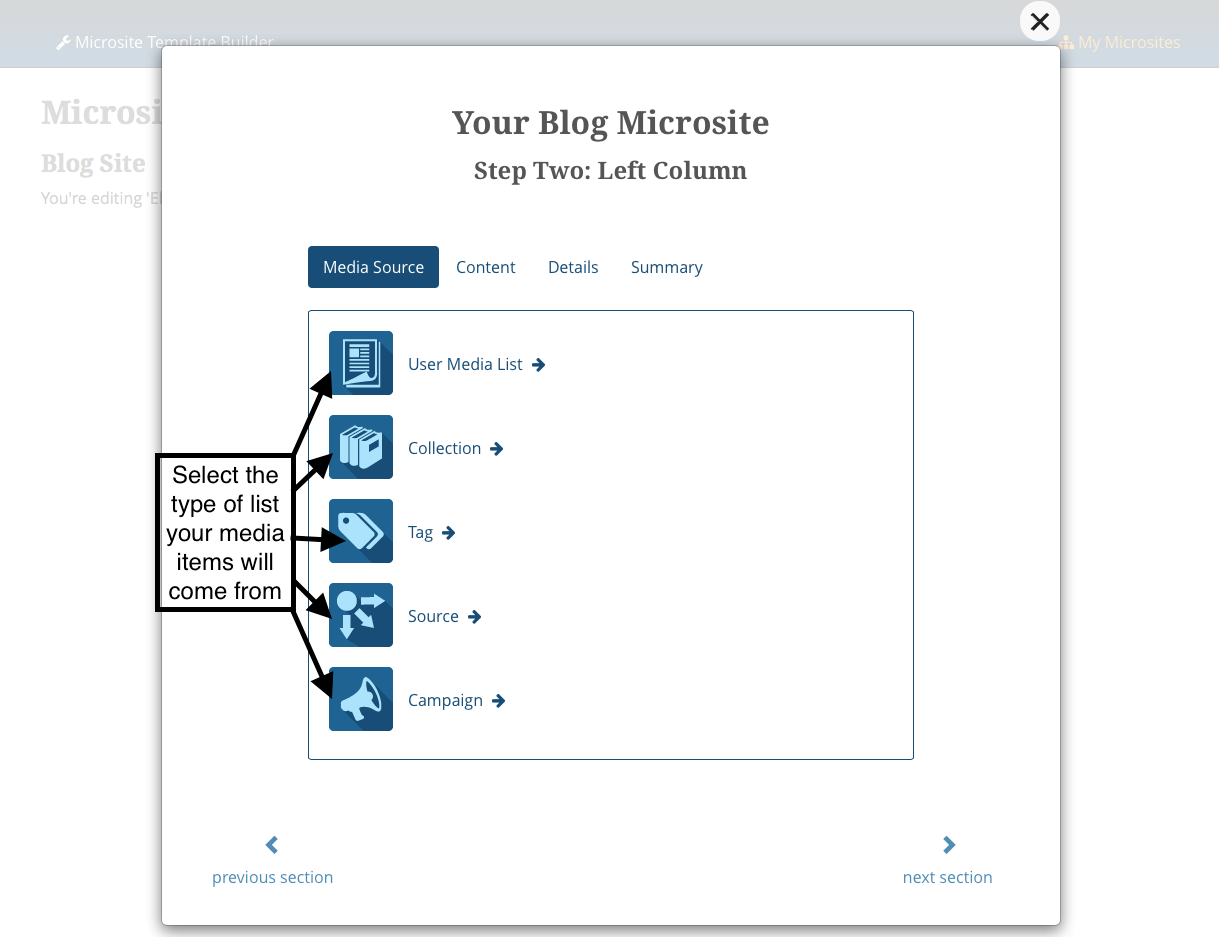 Microsite Template Builder
My Microsites
Microsi
Blog Site
You're editing 'El
Your Blog Microsite
Step Two: Left Column
Media Source
Content
Details
Summary
User Media List
Collection
Tag
Source
Campaign
Select the
type of list
your media
items will
come from
previous section
next section